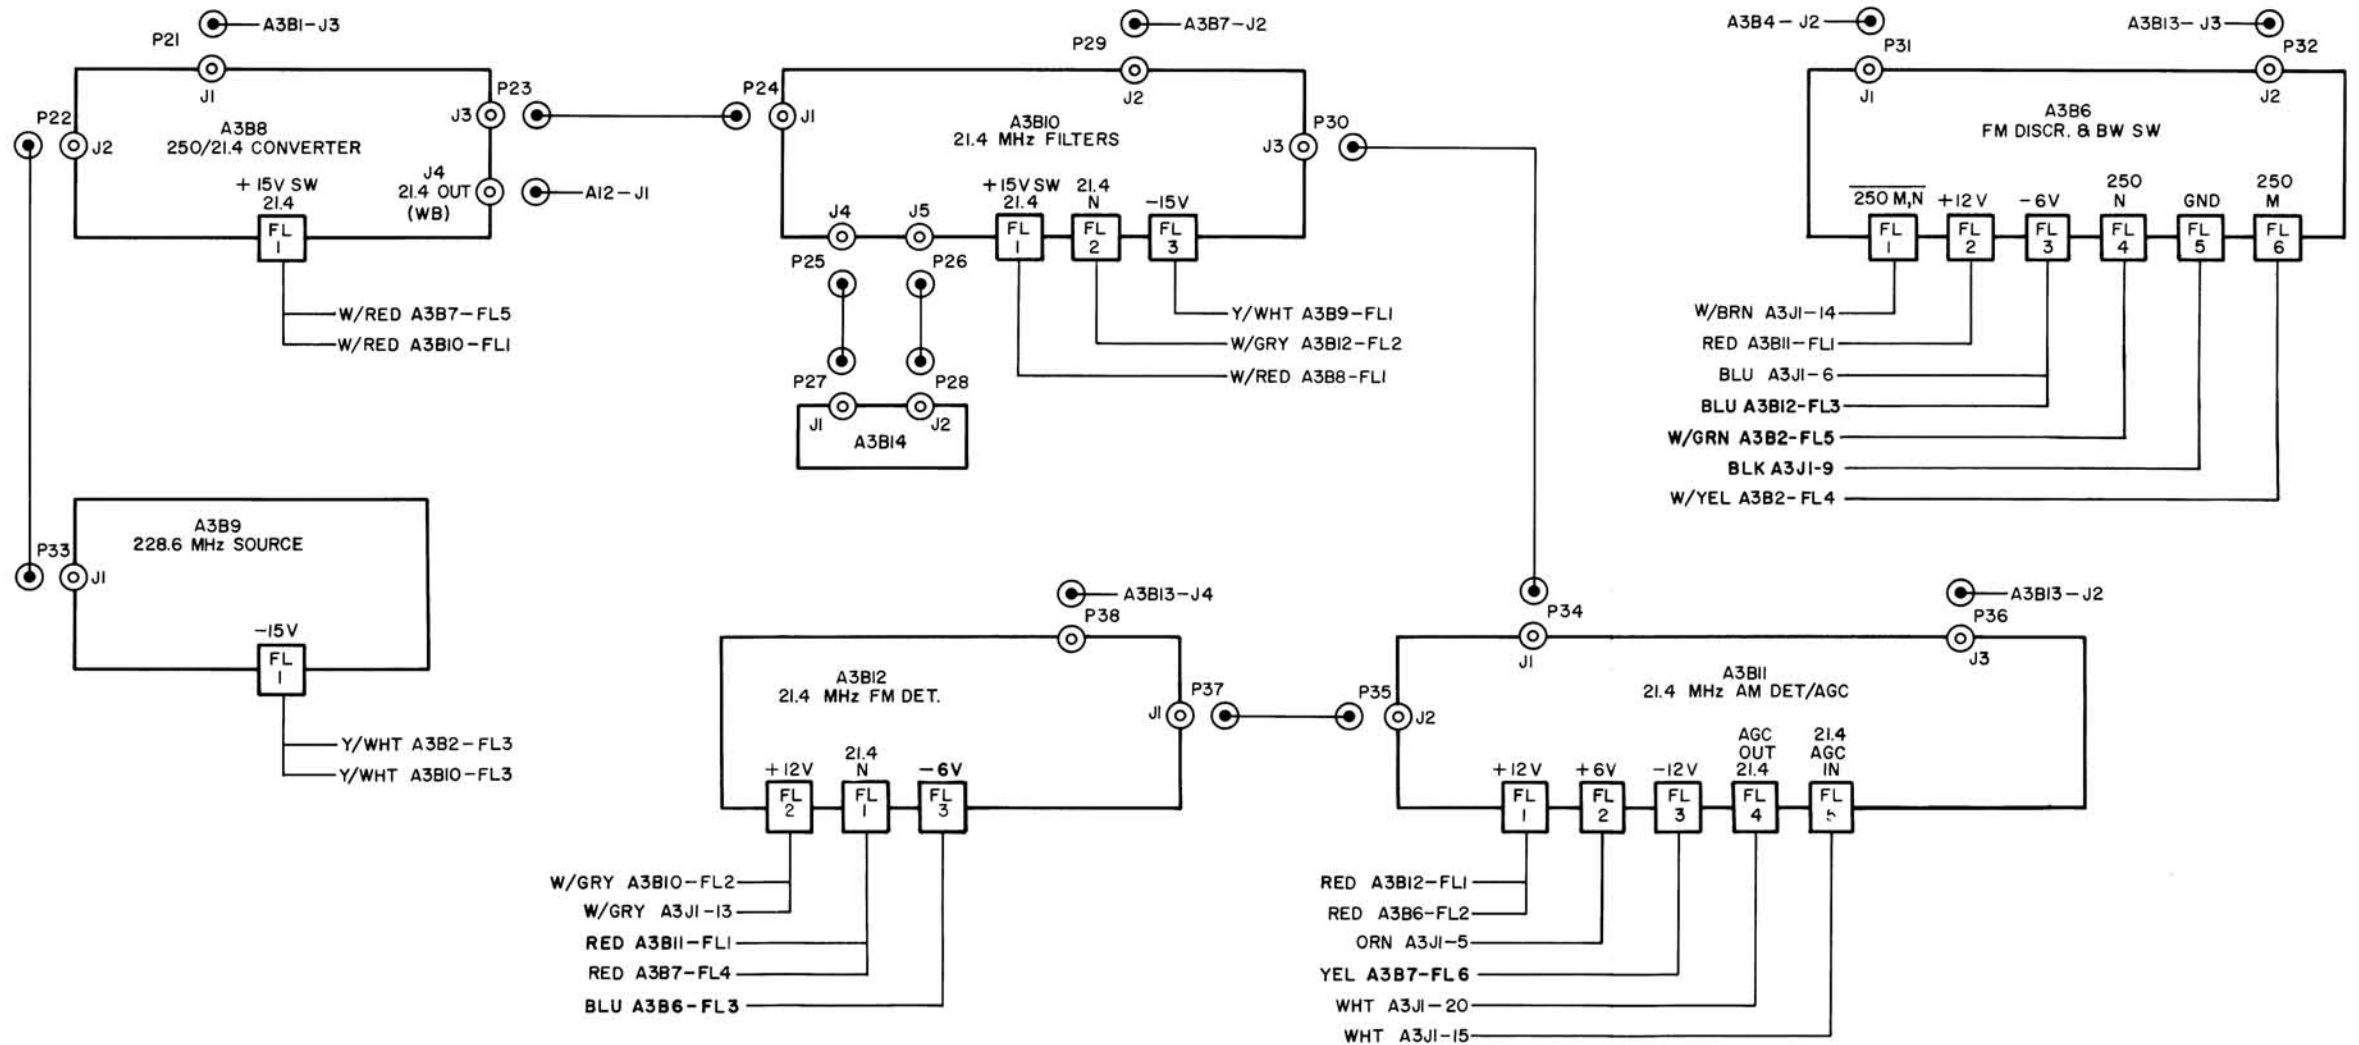 A3B1-J3
P21
J1
P22
J2
A3B8
250/21.4 CONVERTER
J3
P23
J4
21.4 OUT
(WB)
A12-J1
+15V SW
21.4
FL
1
W/RED A3B7-FL5
W/RED A3B10-FL1
P33
J1
A3B9
228.6 MHz SOURCE
-15V
FL
1
Y/WHT A3B2-FL3
Y/WHT A3B10-FL3
A3B7-J2
P29
J2
P24
J1
A3B10
21.4 MHz FILTERS
J3
P30
J4
J5
+15V SW
21.4
FL
1
21.4
N
FL
2
-15V
FL
3
P25
P26
Y/WHT A3B9-FL1
W/GRY A3B12-FL2
W/RED A3B8-FL1
P27
P28
J1
J2
A3B14
A3B4-J2
P31
J1
A3B13-J3
P32
J2
A3B6
FM DISCR. & BW SW
250 M,N
FL
1
+12V
FL
2
-6V
FL
3
250
N
FL
4
GND
FL
5
250
M
FL
6
W/BRN A3J1-14
RED A3B11-FL1
BLU A3J1-6
BLU A3B12-FL3
W/GRN A3B2-FL5
BLK A3J1-9
W/YEL A3B2-FL4
A3B13-J4
P38
A3B12
21.4 MHz FM DET.
J1
P37
+12V
FL
2
21.4
N
FL
1
-6V
FL
3
W/GRY A3B10-FL2
W/GRY A3J1-13
RED A3B11-FL1
RED A3B7-FL4
BLU A3B6-FL3
P34
J1
A3B13-J2
P36
J3
P35
J2
A3B11
21.4 MHz AM DET/AGC
+12V
FL
1
+6V
FL
2
-12V
FL
3
AGC
OUT
21.4
FL
4
21.4
AGC
IN
FL
5
RED A3B12-FL1
RED A3B6-FL2
ORN A3J1-5
YEL A3B7-FL6
WHT A3J1-20
WHT A3J1-15